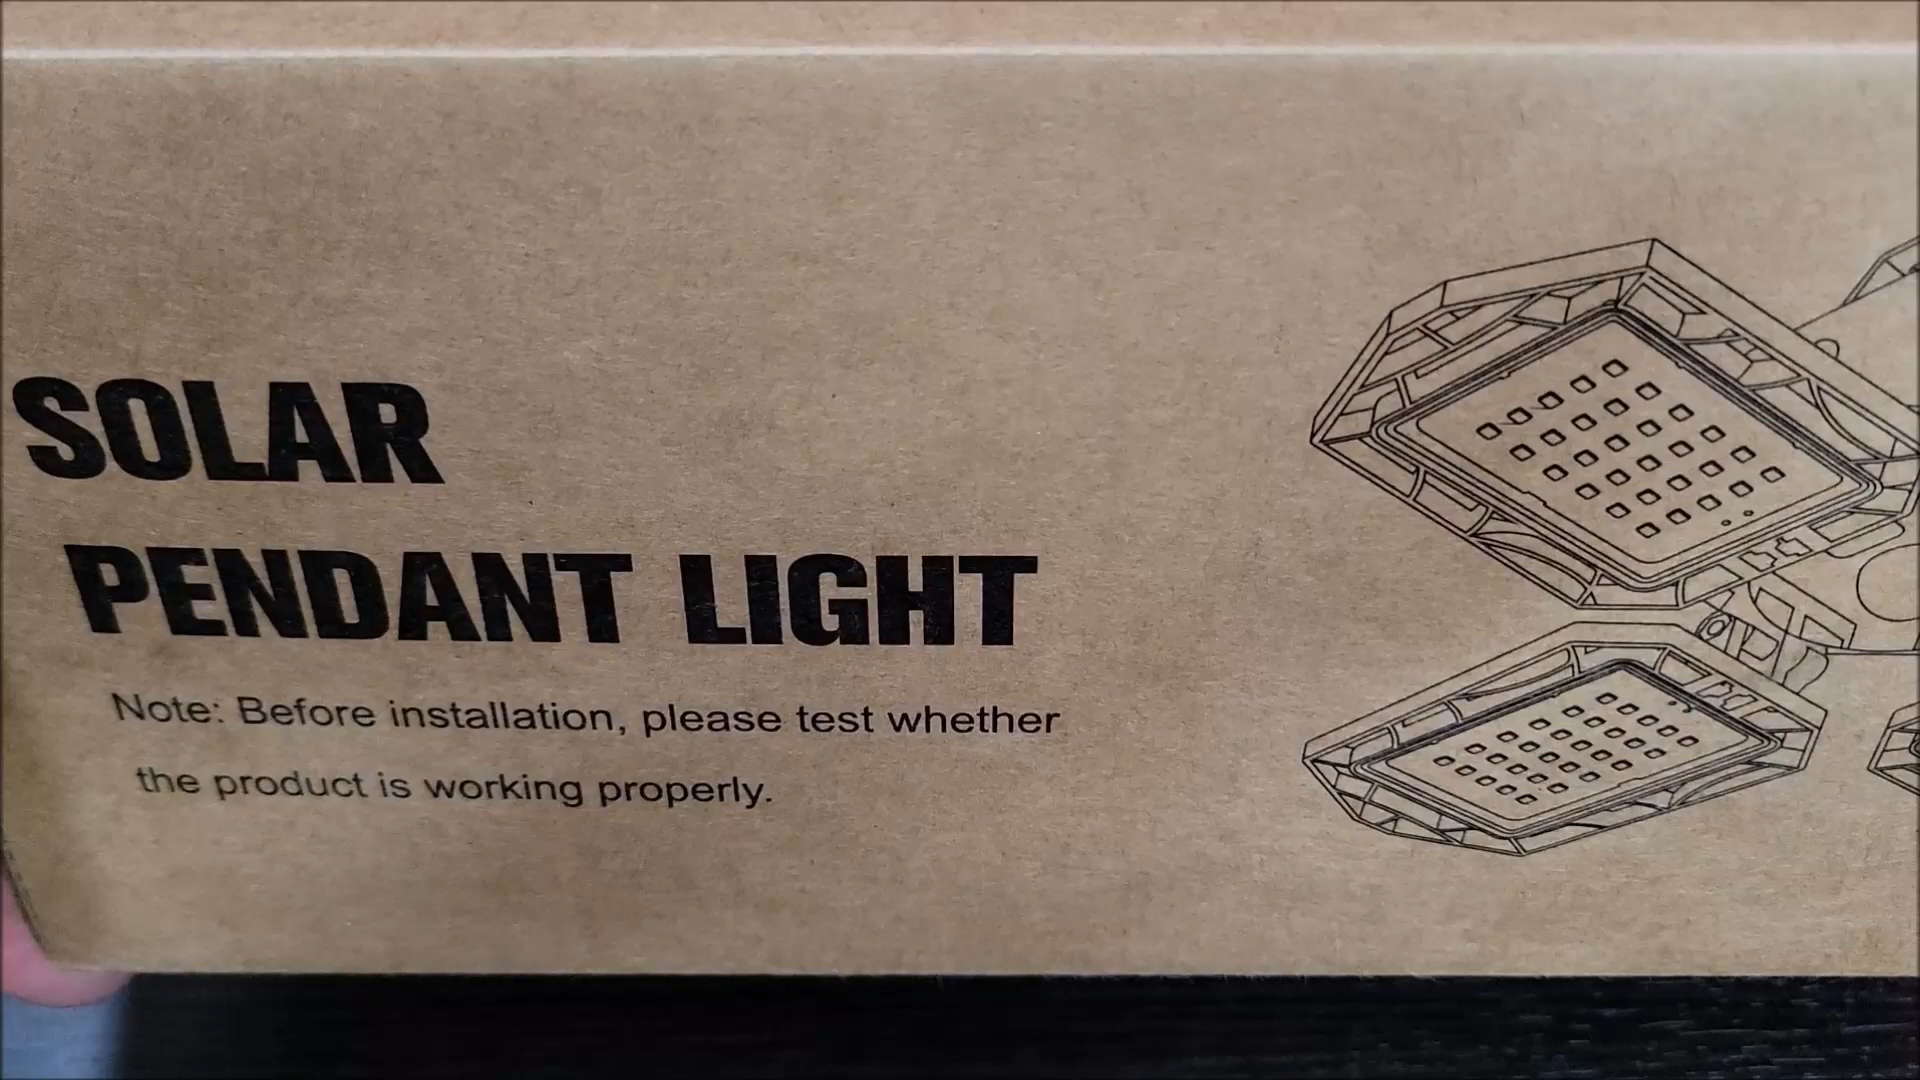 SOLAR
PENDANT LIGHT
Note: Before installation, please test whether
the product is working properly.